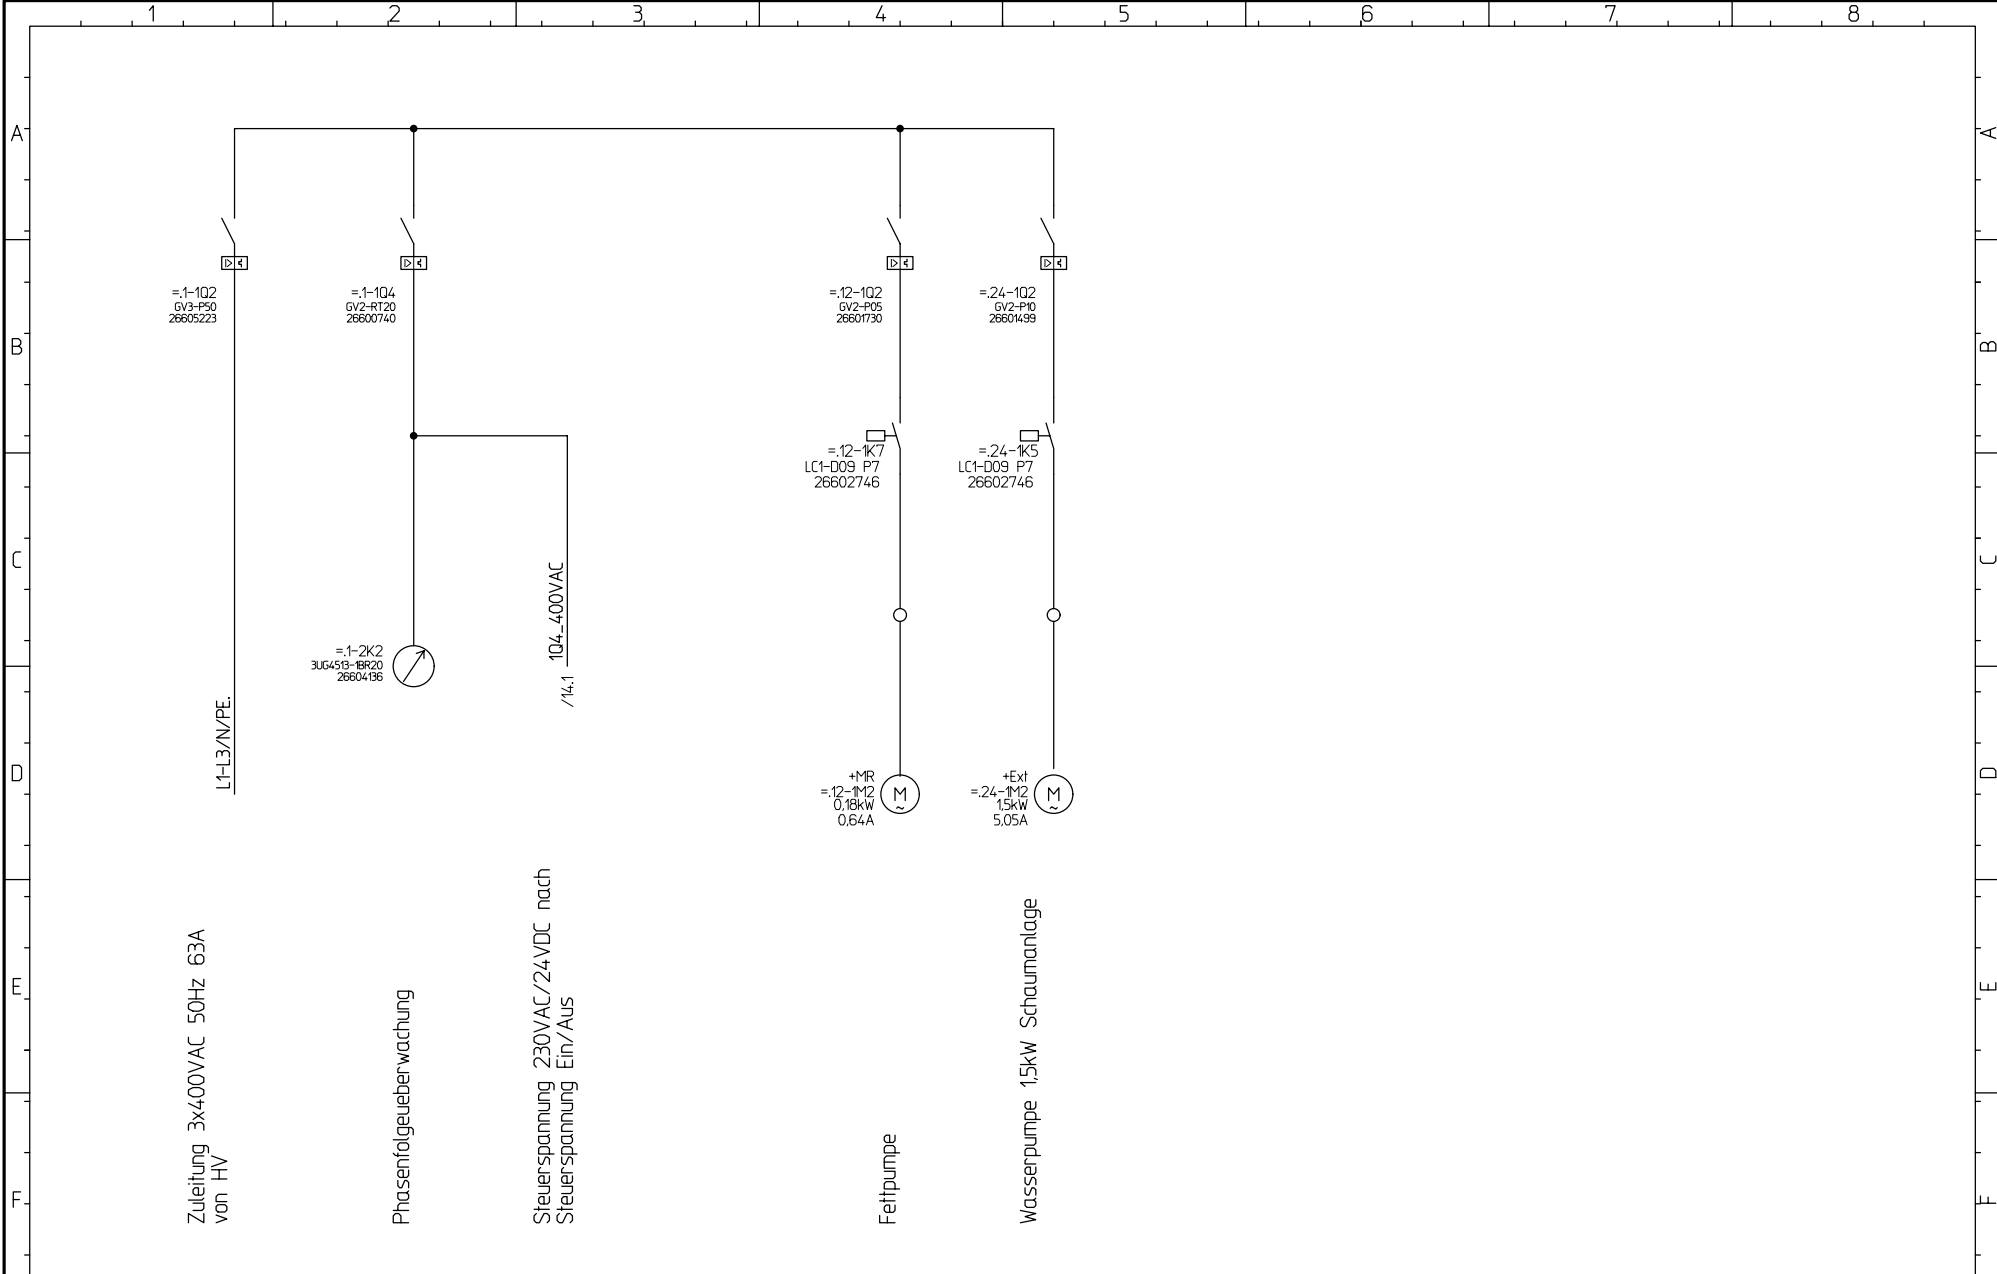 1 2 3 4 5 6 7 8
A A
=.1-1Q2
GV3-P50
26605223
=.1-1Q4
GV2-RT20
26600740
=.12-1Q2
GV2-P05
26601730
=.24-1Q2
GV2-P10
26601499
B B
=.12-1K7
LC1-D09 P7
26602746
=.24-1K5
LC1-D09 P7
26602746
C C
1Q4_400VAC
/14.1
=.1-2K2
3UG4513-1BR20
26604136
L1-L3/N/PE.
D D
+MR
=.12-1M2
0,18kW
0,64A
M
~
+Ext
=.24-1M2
1,5kW
5,05A
M
~
E E
Zuleitung 3x400VAC 50Hz 63A
von HV
Phasenfolgeueberwachung
Steuerspannung 230VAC/24VDC nach
Steuerspannung Ein/Aus
Fettpumpe
Wasserpumpe 1,5kW Schaumanlage
F F